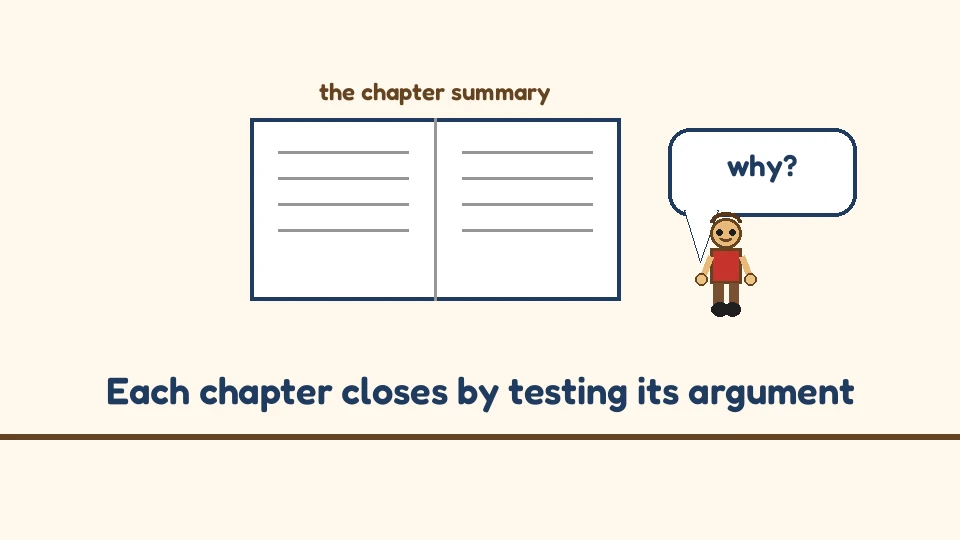 the chapter summary
why?
Each chapter closes by testing its argument